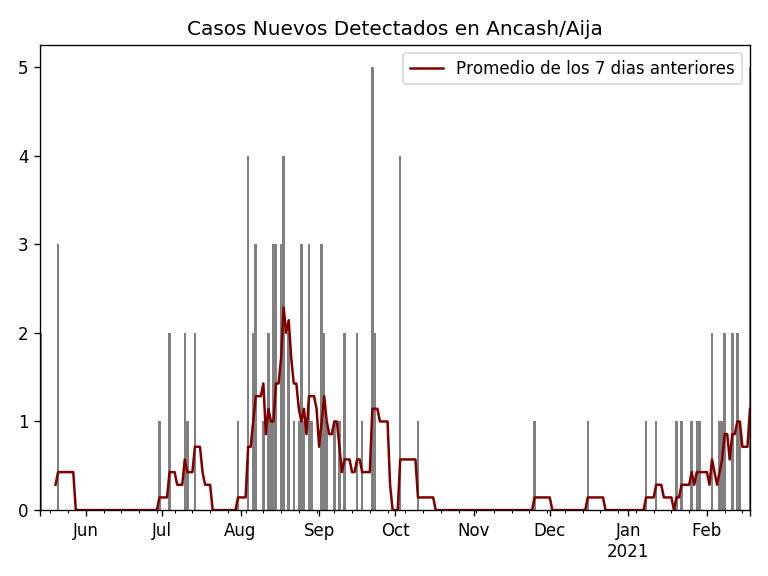 Casos Nuevos Detectados en Ancash/Aija
Promedio de los 7 dias anteriores
5
4
3
2
1
0
Jun Jul Aug Sep Oct Nov Dec Jan Feb
2021